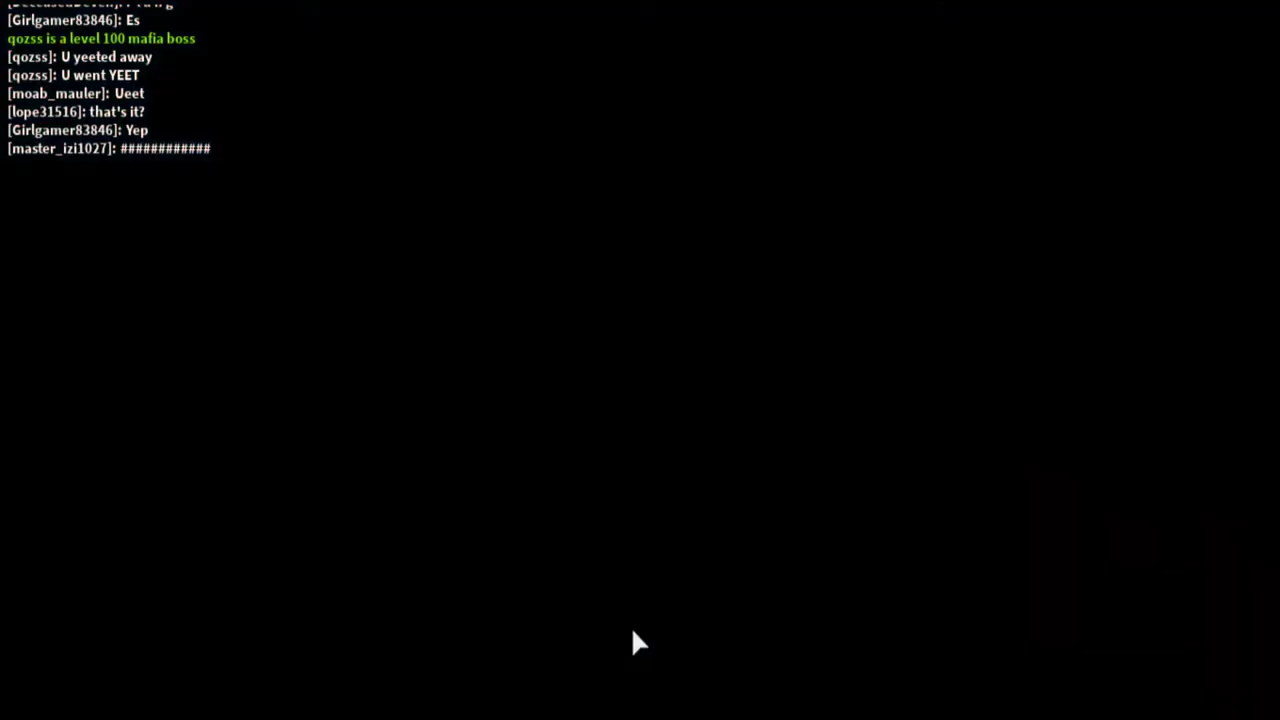 [Girlgamer83846]: Es
qozss is a level 100 mafia boss
[qozss]: U yeeted away
[qozss]: U went YEET
[moab_mauler]: Ueet
[lope31516]: that's it?
[Girlgamer83846]: Yep
[master_izi1027]: ############